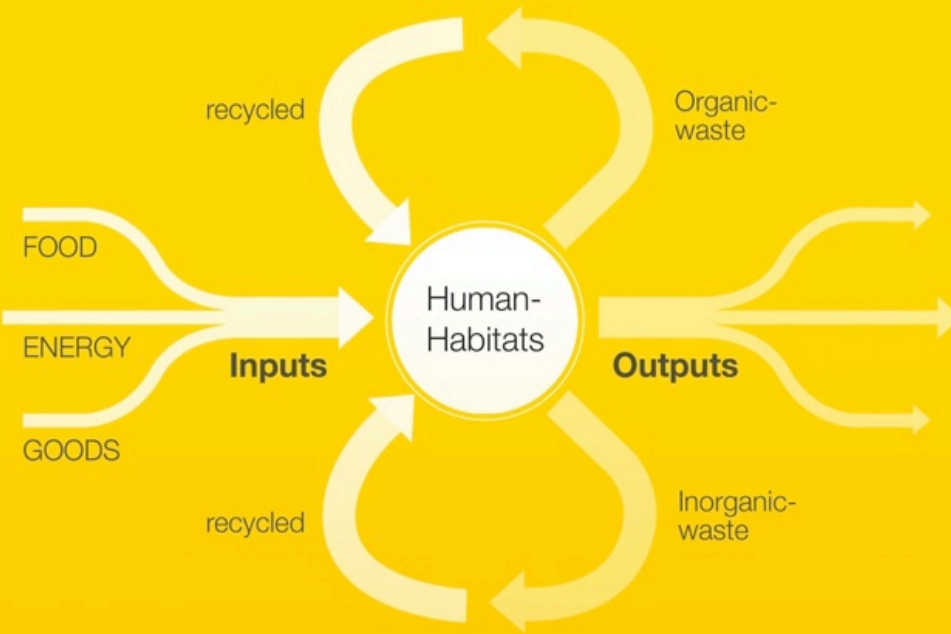 recycled
Organic-
waste
FOOD
ENERGY
GOODS
Inputs
Human-
Habitats
Outputs
recycled
Inorganic-
waste